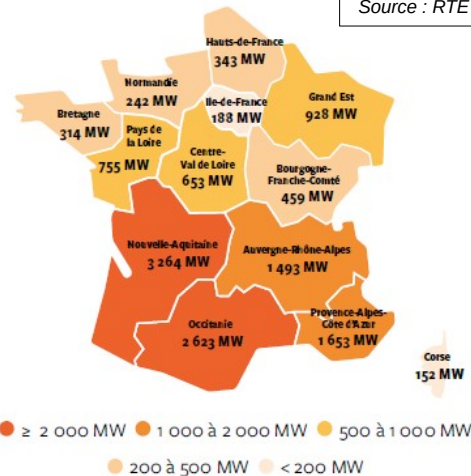 Source : RTE
Hauts-de-France
343 MW
Normandie
242 MW
Ile-de-France
188 MW
Grand Est
928 MW
Bretagne
314 MW
Pays de
la Loire
755 MW
Centre-
Val de Loire
653 MW
Bourgogne-
Franche-Comté
459 MW
Nouvelle-Aquitaine
3 264 MW
Auvergne-Rhône-Alpes
1 493 MW
Occitanie
2 623 MW
Provence-Alpes-
Côte d'Azur
1 653 MW
Corse
152 MW
≥ 2 000 MW 1 000 à 2 000 MW 500 à 1 000 MW
200 à 500 MW < 200 MW